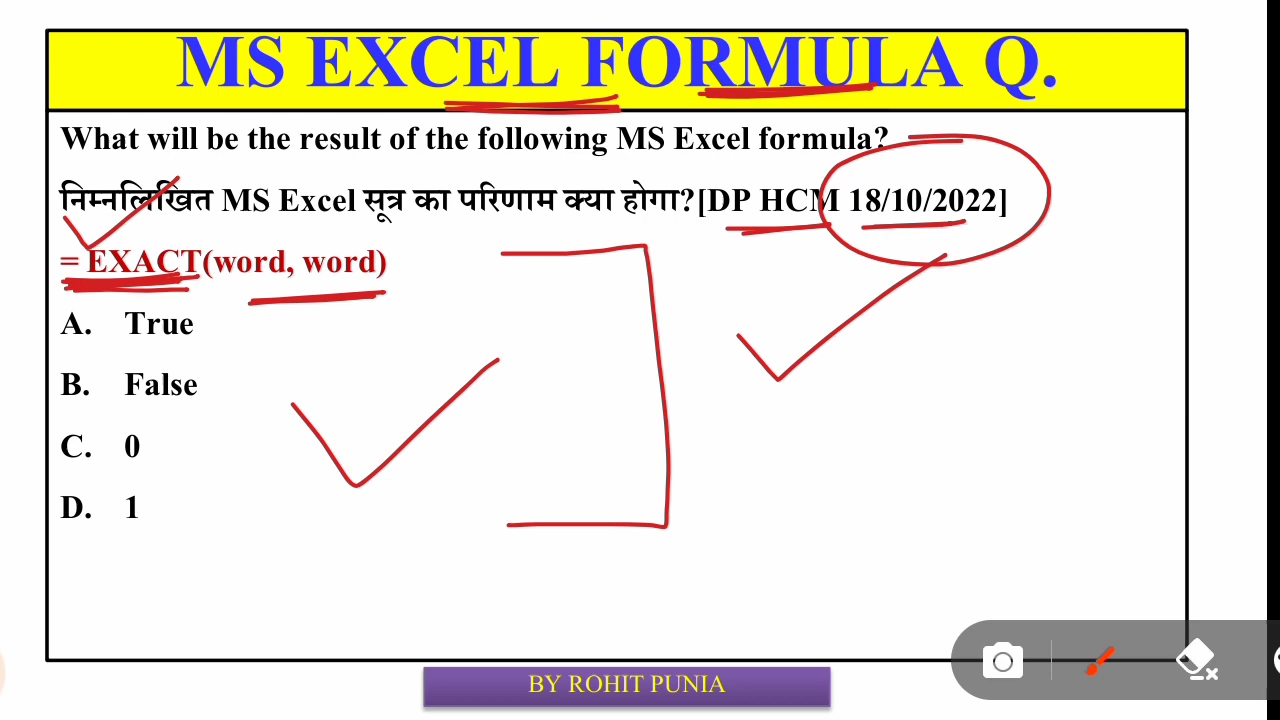 MS EXCEL FORMULA Q.
What will be the result of the following MS Excel formula?
निम्नलिखित MS Excel सूत्र का परिणाम क्या होगा?[DP HCM 18/10/2022]
= EXACT(word, word)
A. True
B. False
C. 0
D. 1
BY ROHIT PUNIA